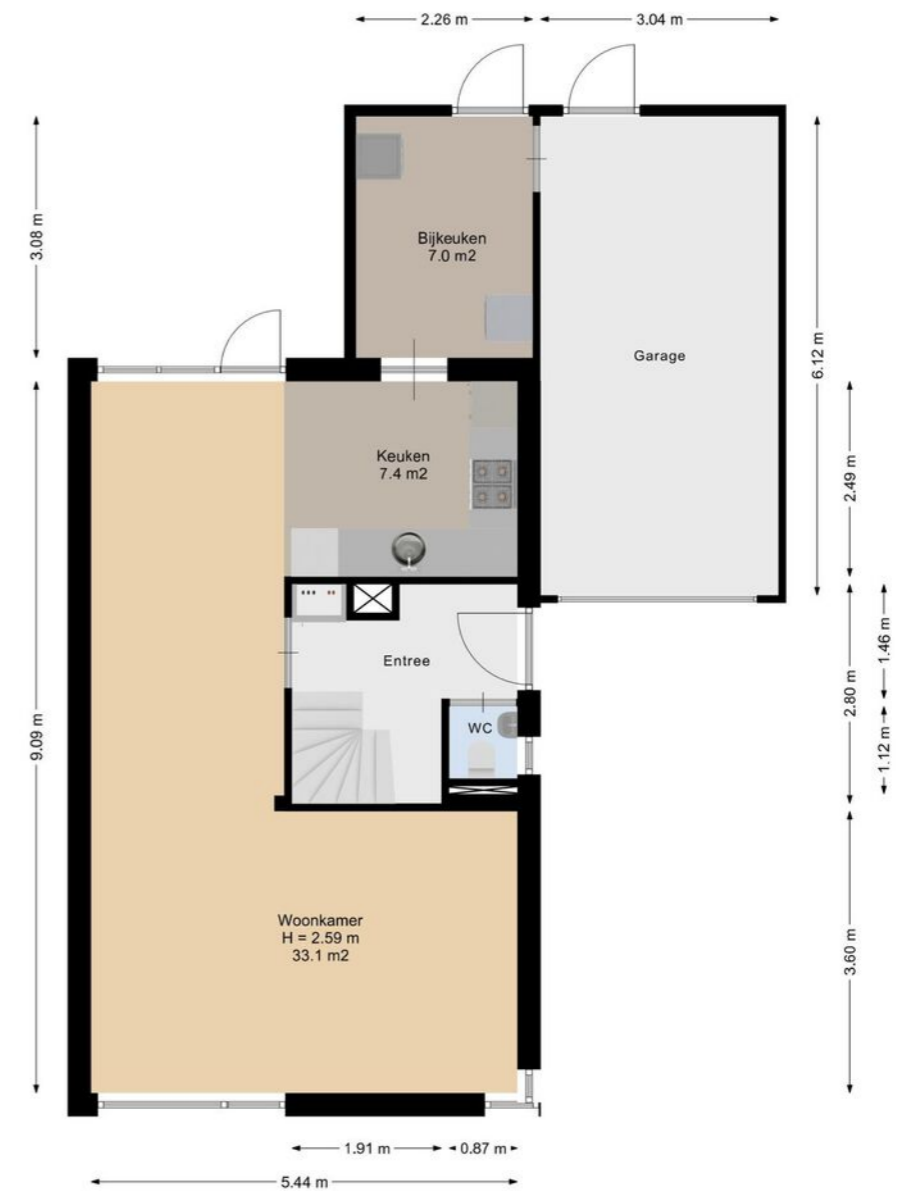 2.26 m
3.04 m
3.08 m
Bijkeuken
7.0 m2
Garage
6.12 m
Keuken
7.4 m2
2.49 m
Entree
WC
9.09 m
2.80 m
1.46 m
1.12 m
Woonkamer
H = 2.59 m
33.1 m2
3.60 m
1.91 m
0.87 m
5.44 m